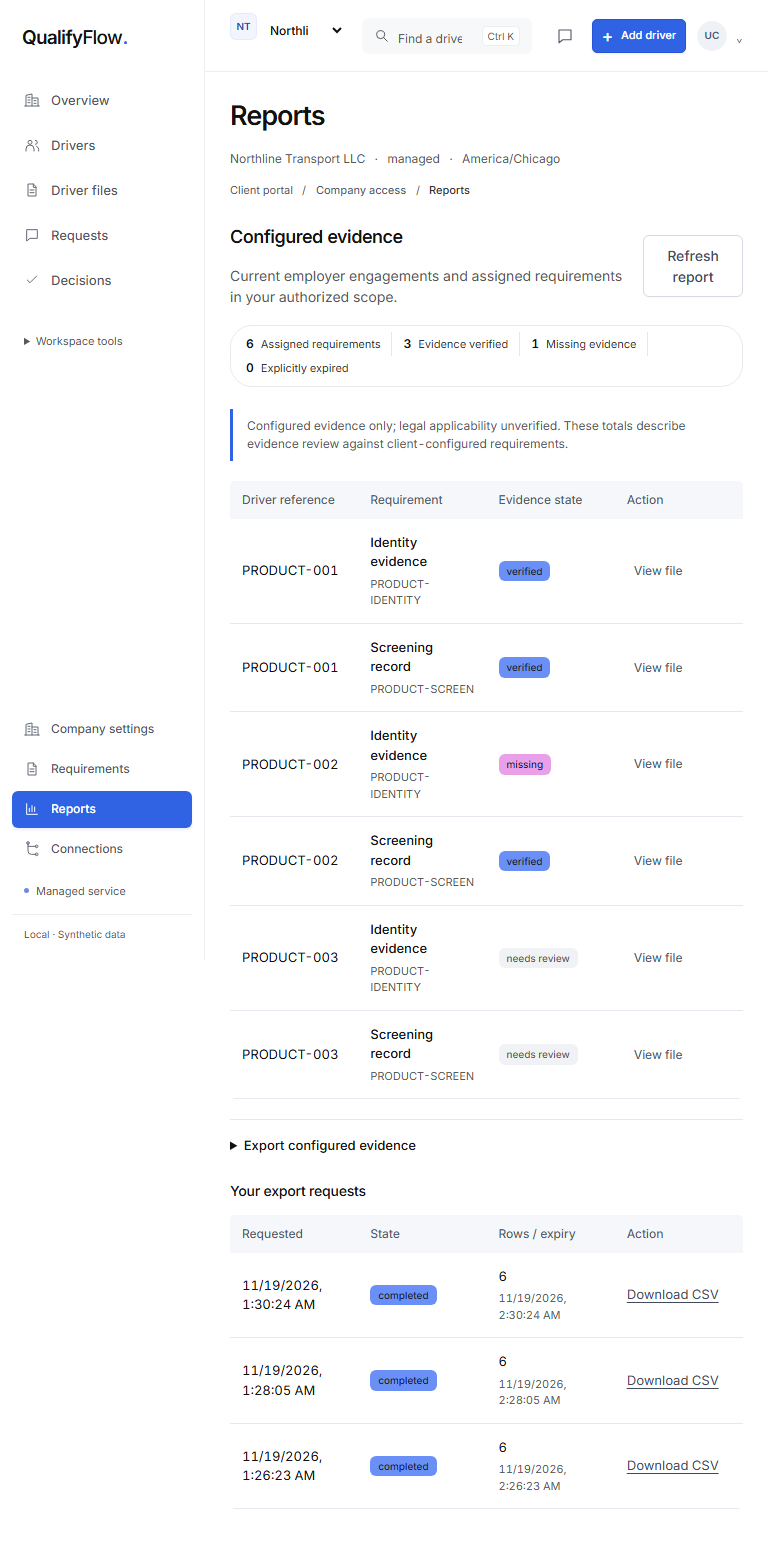 QualifyFlow.
Overview
Drivers
Driver files
Requests
Decisions
Workspace tools
Company settings
Requirements
Reports
Connections
Managed service
Local · Synthetic data
NT
Northli
Find a drive
Ctrl K
+ Add driver
UC
Reports
Northline Transport LLC · managed · America/Chicago
Client portal / Company access / Reports
Configured evidence
Current employer engagements and assigned requirements
in your authorized scope.
Refresh
report
6 Assigned requirements 3 Evidence verified 1 Missing evidence
0 Explicitly expired
Configured evidence only; legal applicability unverified. These totals describe
evidence review against client-configured requirements.
Driver reference Requirement Evidence state Action
PRODUCT-001
Identity
evidence
PRODUCT-
IDENTITY
verified
View file
PRODUCT-001
Screening
record
PRODUCT-SCREEN
verified
View file
PRODUCT-002
Identity
evidence
PRODUCT-
IDENTITY
missing
View file
PRODUCT-002
Screening
record
PRODUCT-SCREEN
verified
View file
PRODUCT-003
Identity
evidence
PRODUCT-
IDENTITY
needs review
View file
PRODUCT-003
Screening
record
PRODUCT-SCREEN
needs review
View file
Export configured evidence
Your export requests
Requested State Rows / expiry Action
11/19/2026,
1:30:24 AM
completed
6
11/19/2026,
2:30:24 AM
Download CSV
11/19/2026,
1:28:05 AM
completed
6
11/19/2026,
2:28:05 AM
Download CSV
11/19/2026,
1:26:23 AM
completed
6
11/19/2026,
2:26:23 AM
Download CSV